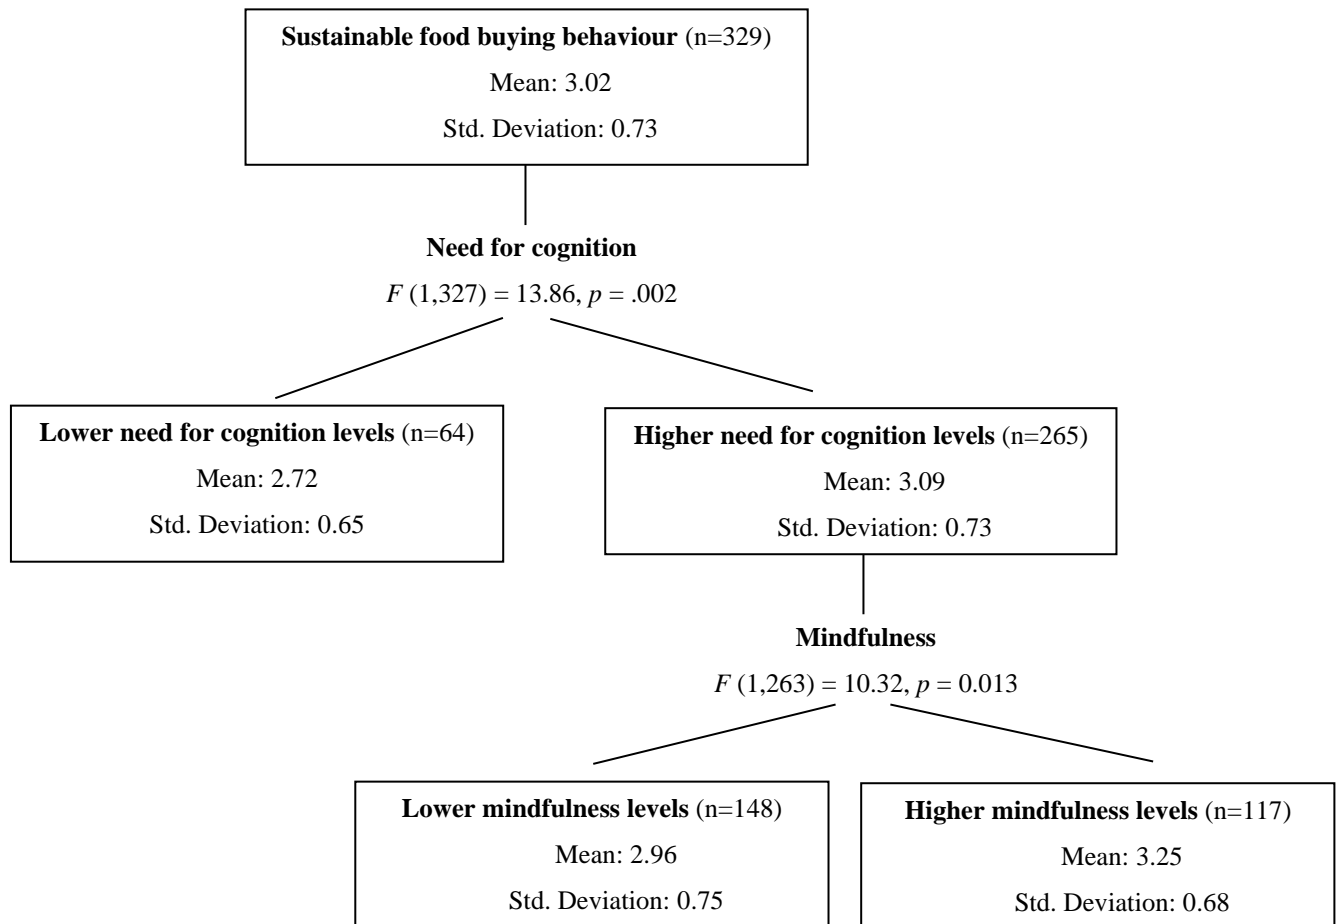 Sustainable food buying behaviour (n=329)
Mean: 3.02
Std. Deviation: 0.73
Need for cognition
F (1,327) = 13.86, p = .002
Lower need for cognition levels (n=64)
Mean: 2.72
Std. Deviation: 0.65
Higher need for cognition levels (n=265)
Mean: 3.09
Std. Deviation: 0.73
Mindfulness
F (1,263) = 10.32, p = 0.013
Lower mindfulness levels (n=148)
Mean: 2.96
Std. Deviation: 0.75
Higher mindfulness levels (n=117)
Mean: 3.25
Std. Deviation: 0.68